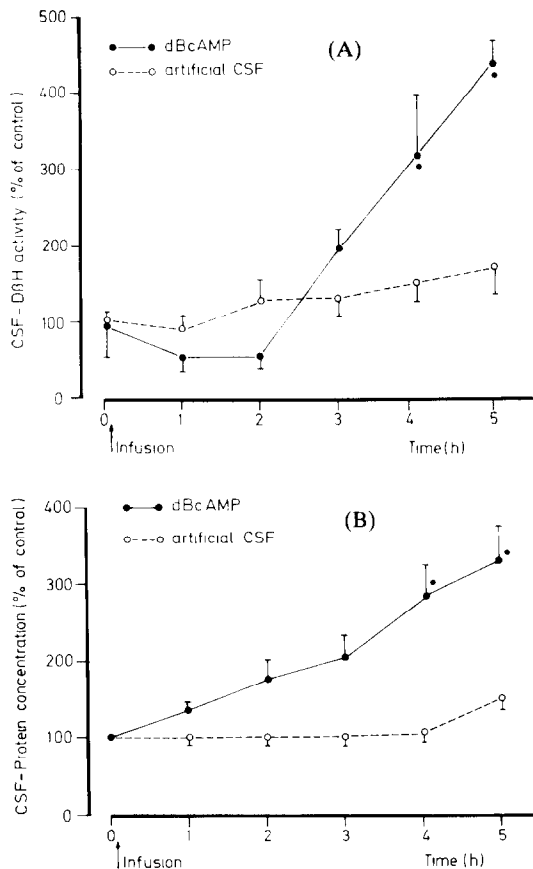 (A)
dBcAMP
artificial CSF
CSF-DβH activity (% of control)
500
400
300
200
100
0
0 1 2 3 4 5
Infusion
Time (h)
(B)
dBcAMP
artificial CSF
CSF-Protein concentration (% of control)
400
300
200
100
0
0 1 2 3 4 5
Infusion
Time (h)